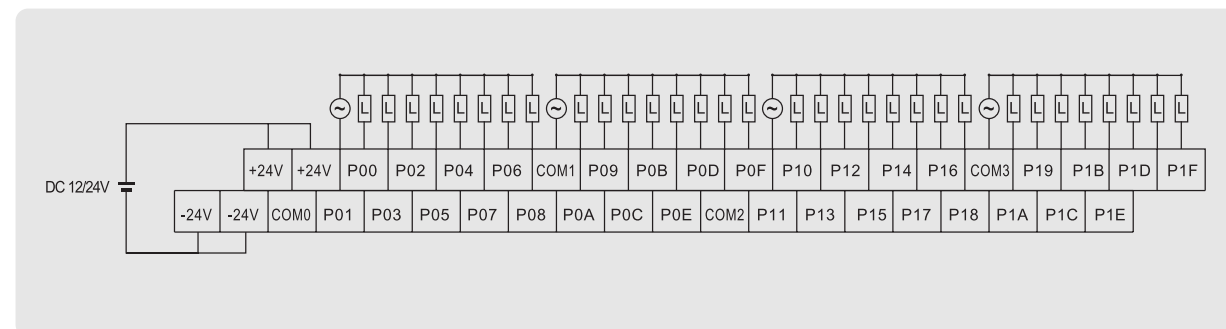 L L L L L L L L L L L L L L L L L L L L L L L L L L L L L L L L
+24V +24V P00 P02 P04 P06 COM1 P09 P0B P0D P0F P10 P12 P14 P16 COM3 P19 P1B P1D P1F
DC 12/24V
-24V -24V COM0 P01 P03 P05 P07 P08 P0A P0C P0E COM2 P11 P13 P15 P17 P18 P1A P1C P1E